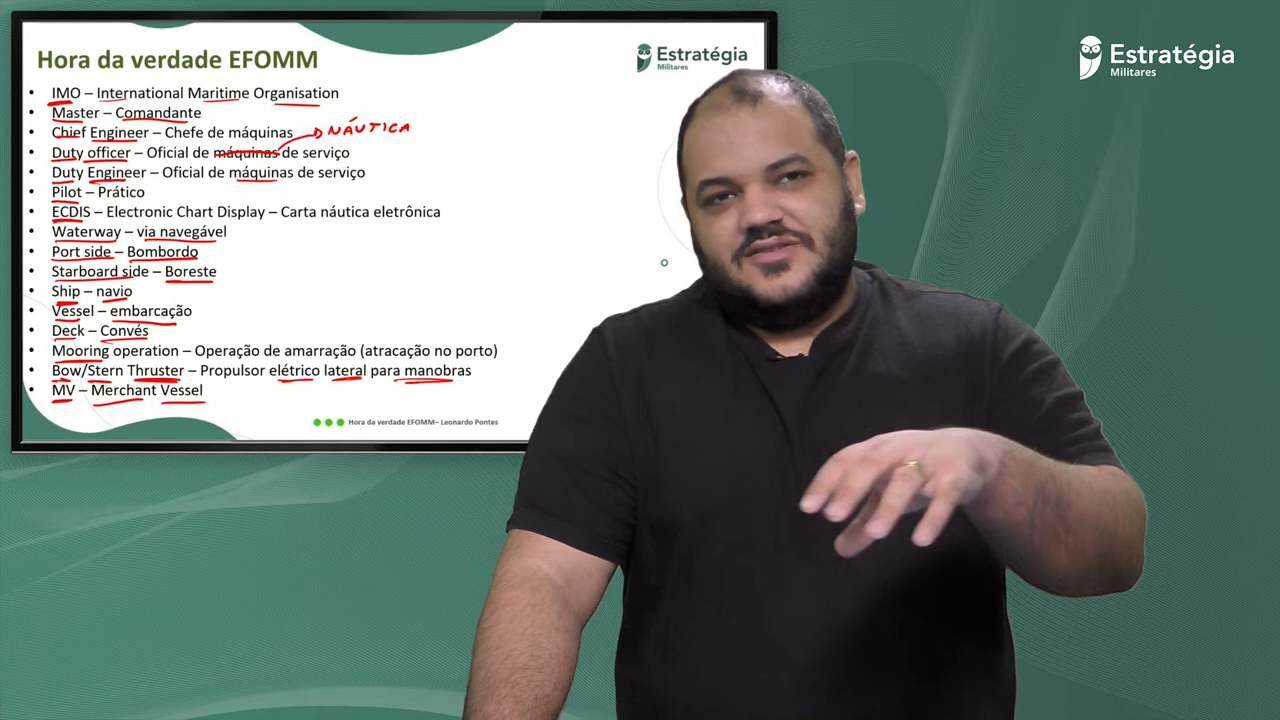 Hora da verdade EFOMM
Estratégia
Militares
Estratégia
Militares
• IMO – International Maritime Organisation
• Master – Comandante
• Chief Engineer – Chefe de máquinas
NÁUTICA
• Duty officer – Oficial de máquinas de serviço
• Duty Engineer – Oficial de máquinas de serviço
• Pilot – Prático
• ECDIS – Electronic Chart Display – Carta náutica eletrônica
• Waterway – via navegável
• Port side – Bombordo
• Starboard side – Boreste
• Ship – navio
• Vessel – embarcação
• Deck – Convés
• Mooring operation – Operação de amarração (atracação no porto)
• Bow/Stern Thruster – Propulsor elétrico lateral para manobras
• MV – Merchant Vessel
Hora da verdade EFOMM– Leonardo Pontes